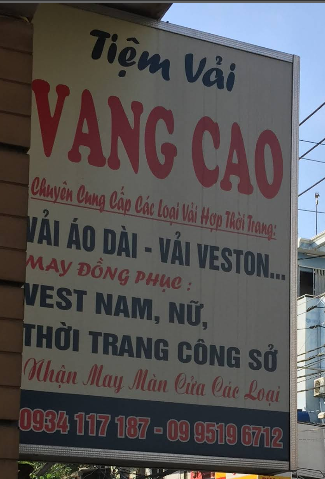 Tiệm Vải
VANG CAO
Chuyên Cung Cấp Các Loại Vải Hợp Thời Trang:
VẢI ÁO DÀI - VẢI VESTON...
MAY ĐỒNG PHỤC :
VEST NAM, NỮ,
THỜI TRANG CÔNG SỞ
Nhận May Màn Cửa Các Loại
0934 117 187 - 09 9519 6712